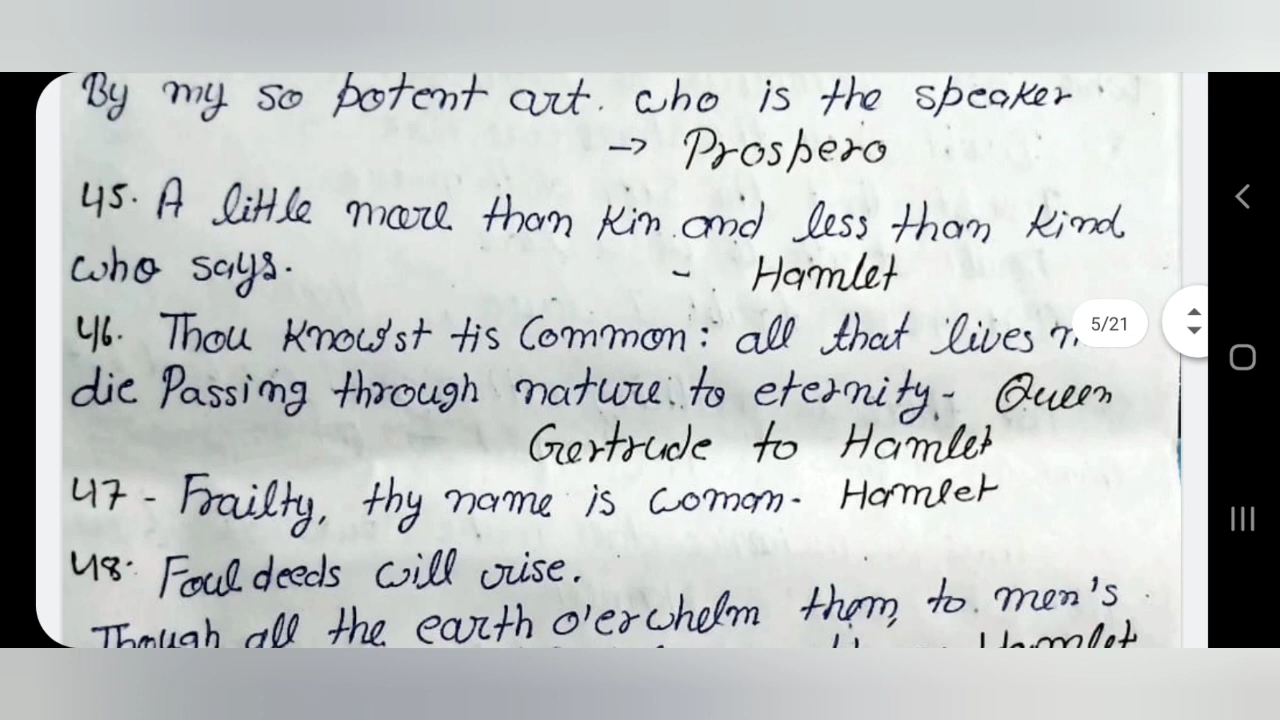 By my so potent art. who is the speaker
→ Prospero
45. A little more than Kin and less than Kind
who says. - Hamlet
46. Thou Know'st tis Common : all that lives
5/21
die Passing through nature to eternity - Queen
Gertrude to Hamlet
47 - Frailty, thy name is woman - Hamlet
48. Foul deeds will rise.
Though all the earth o'erwhelm them, to men's
Hamlet